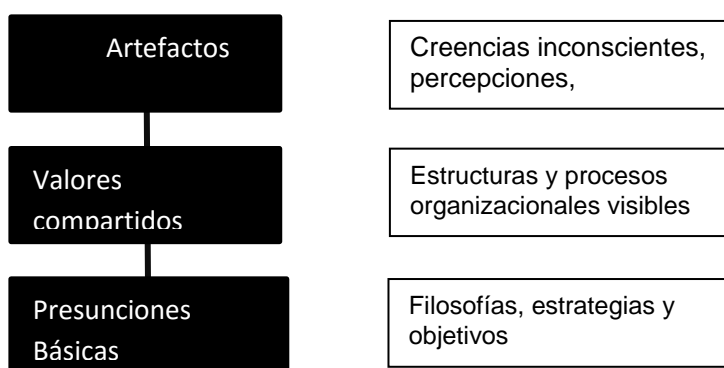 Artefactos
Creencias inconscientes,
percepciones,
Valores
compartidos
Estructuras y procesos
organizacionales visibles
Presunciones
Básicas
Filosofías, estrategias y
objetivos